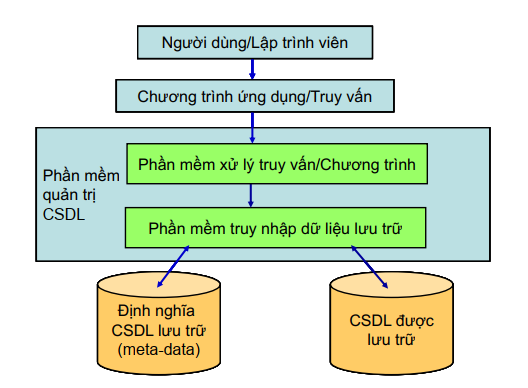 Người dùng/Lập trình viên
Chương trình ứng dụng/Truy vấn
Phần mềm
quản trị
CSDL
Phần mềm xử lý truy vấn/Chương trình
Phần mềm truy nhập dữ liệu lưu trữ
Định nghĩa
CSDL lưu trữ
(meta-data)
CSDL được
lưu trữ